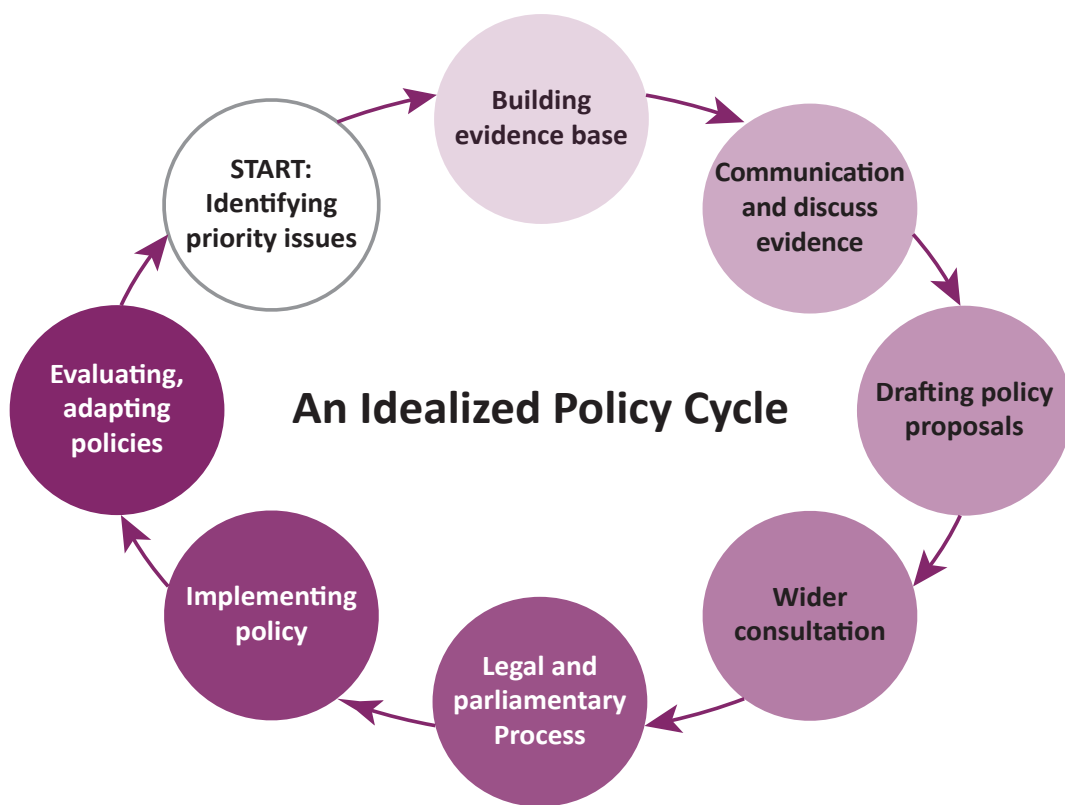 START:
Identifying
priority issues
Building
evidence base
Communication
and discuss
evidence
Drafting policy
proposals
Wider
consultation
Legal and
parliamentary
Process
Implementing
policy
Evaluating,
adapting
policies
An Idealized Policy Cycle